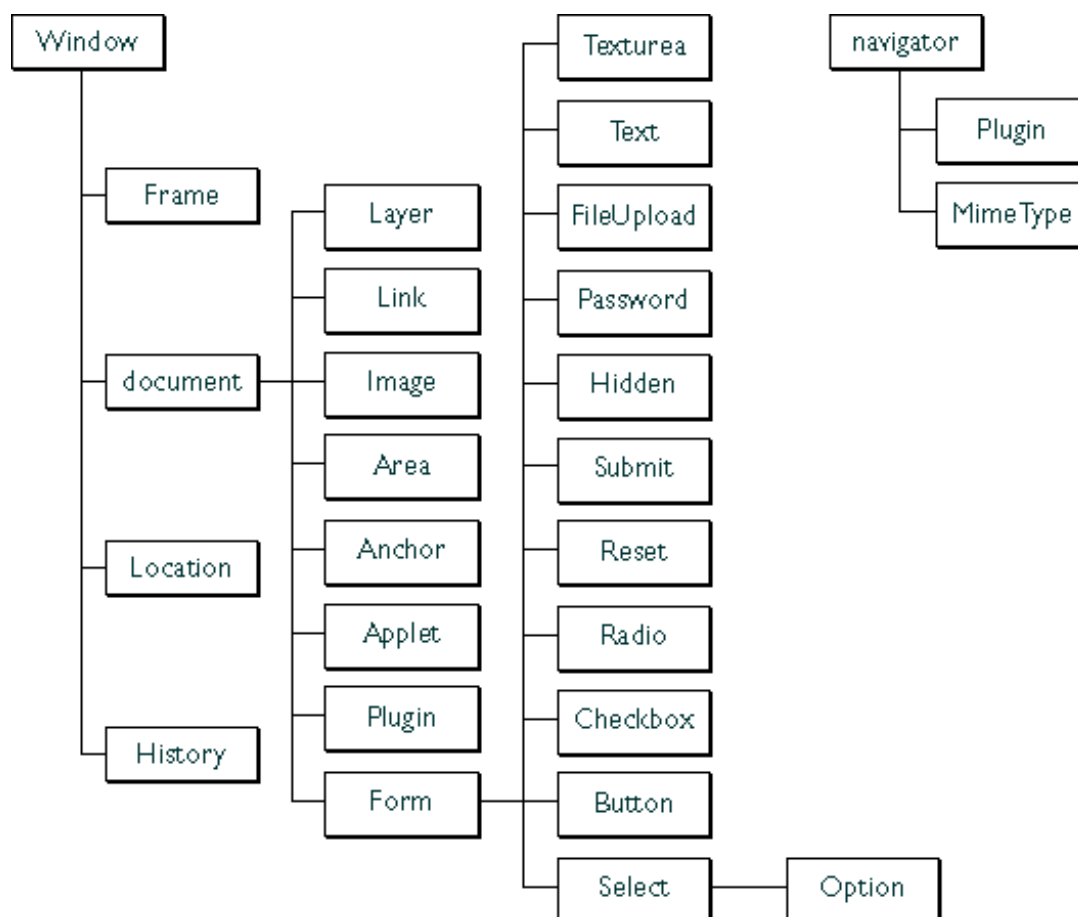 Window
Frame
document
Location
History
Layer
Link
Image
Area
Anchor
Applet
Plugin
Form
Texturea
Text
FileUpload
Password
Hidden
Submit
Reset
Radio
Checkbox
Button
Select
Option
navigator
Plugin
MimeType